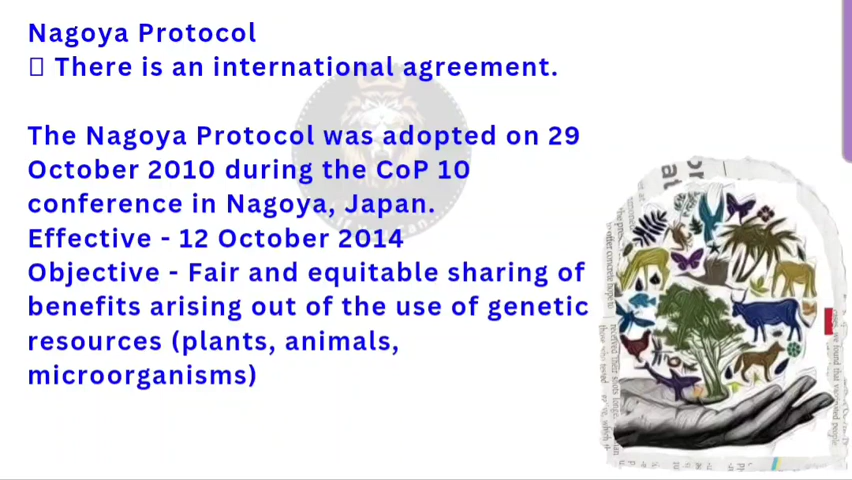 Nagoya Protocol
▯ There is an international agreement.
The Nagoya Protocol was adopted on 29
October 2010 during the CoP 10
conference in Nagoya, Japan.
Effective - 12 October 2014
Objective - Fair and equitable sharing of
benefits arising out of the use of genetic
resources (plants, animals,
microorganisms)